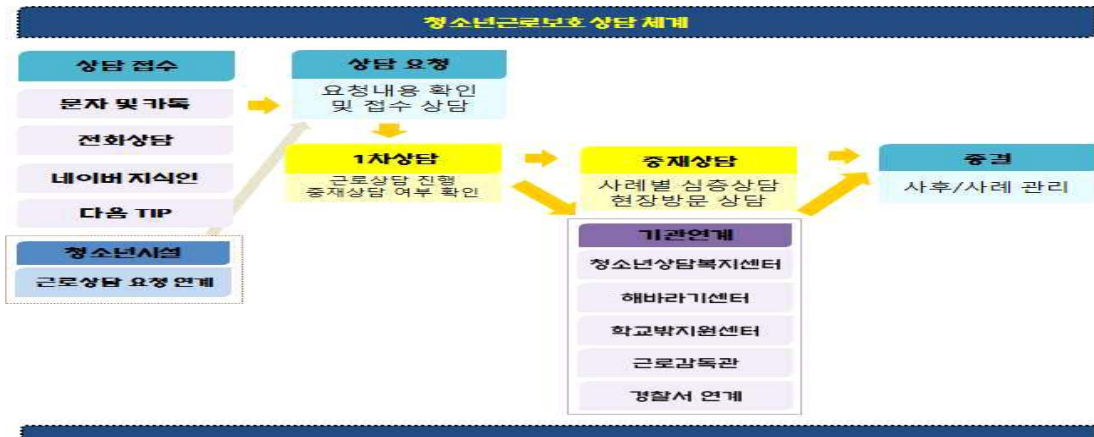 청소년근로보호 상담 체계
상담 접수
문자 및 카톡
전화상담
네이버 지식인
다음 TIP
청소년시설
근로상담 요청 연계
상담 요청
요청내용 확인
및 접수 상담
1차상담
근로상담 진행
중재상담 여부 확인
중재상담
사례별 심층상담
현장방문 상담
기관연계
청소년상담복지센터
해바라기센터
학교밖지원센터
근로감독관
경찰서 연계
종결
사후/사례 관리